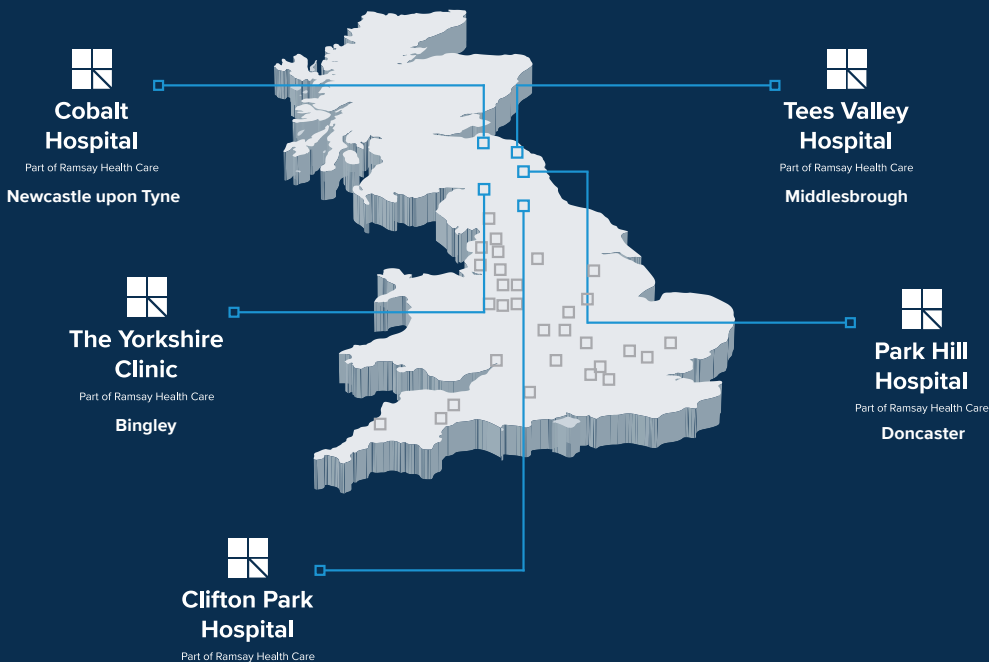 Cobalt
Hospital
Part of Ramsay Health Care
Newcastle upon Tyne
Tees Valley
Hospital
Part of Ramsay Health Care
Middlesbrough
The Yorkshire
Clinic
Part of Ramsay Health Care
Bingley
Park Hill
Hospital
Part of Ramsay Health Care
Doncaster
Clifton Park
Hospital
Part of Ramsay Health Care